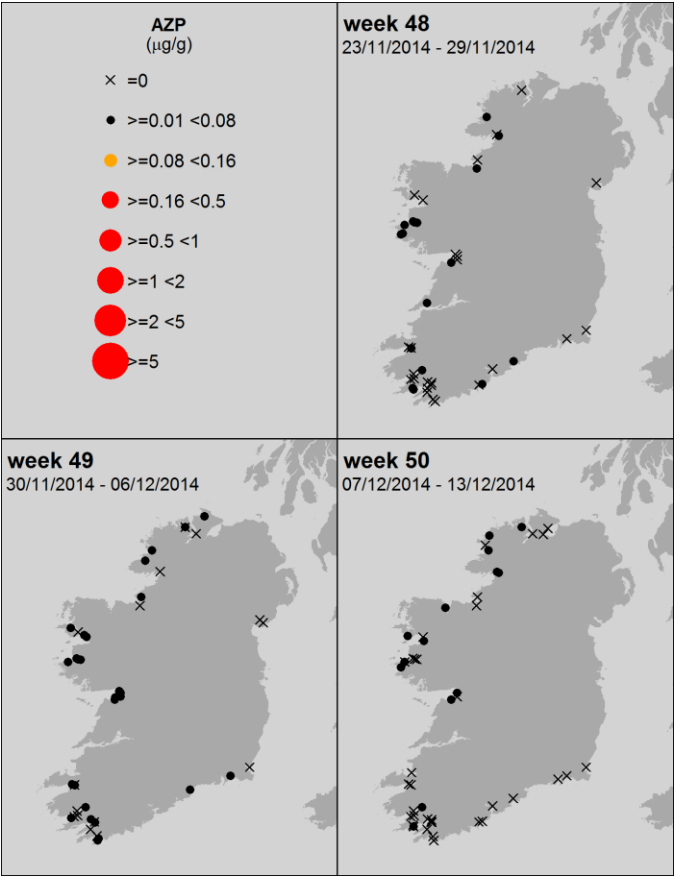 AZP
(µg/g)
=0
>=0.01 <0.08
>=0.08 <0.16
>=0.16 <0.5
>=0.5 <1
>=1 <2
>=2 <5
>=5
week 48
23/11/2014 - 29/11/2014
week 49
30/11/2014 - 06/12/2014
week 50
07/12/2014 - 13/12/2014